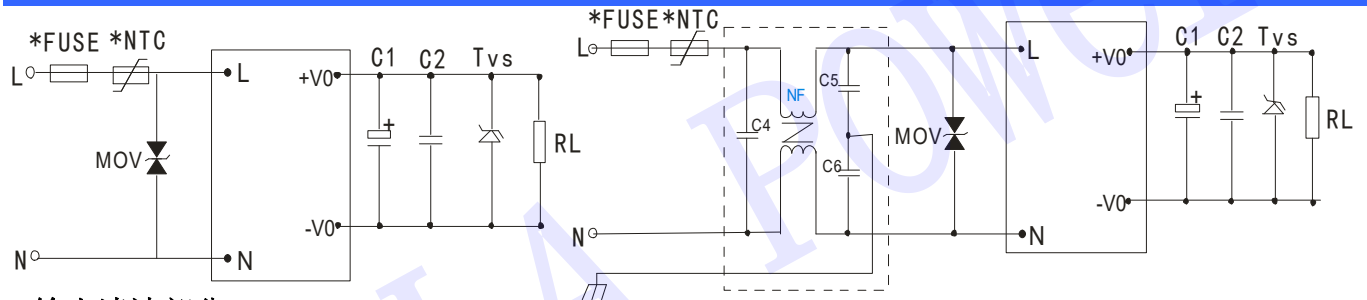 *FUSE *NTC
L
L
+V0
C1
C2
Tvs
MOV
RL
-V0
N
N
*FUSE*NTC
L
C4
NF
C5
C6
MOV
N
L
+V0
C1
C2
Tvs
RL
-V0
N
+
+